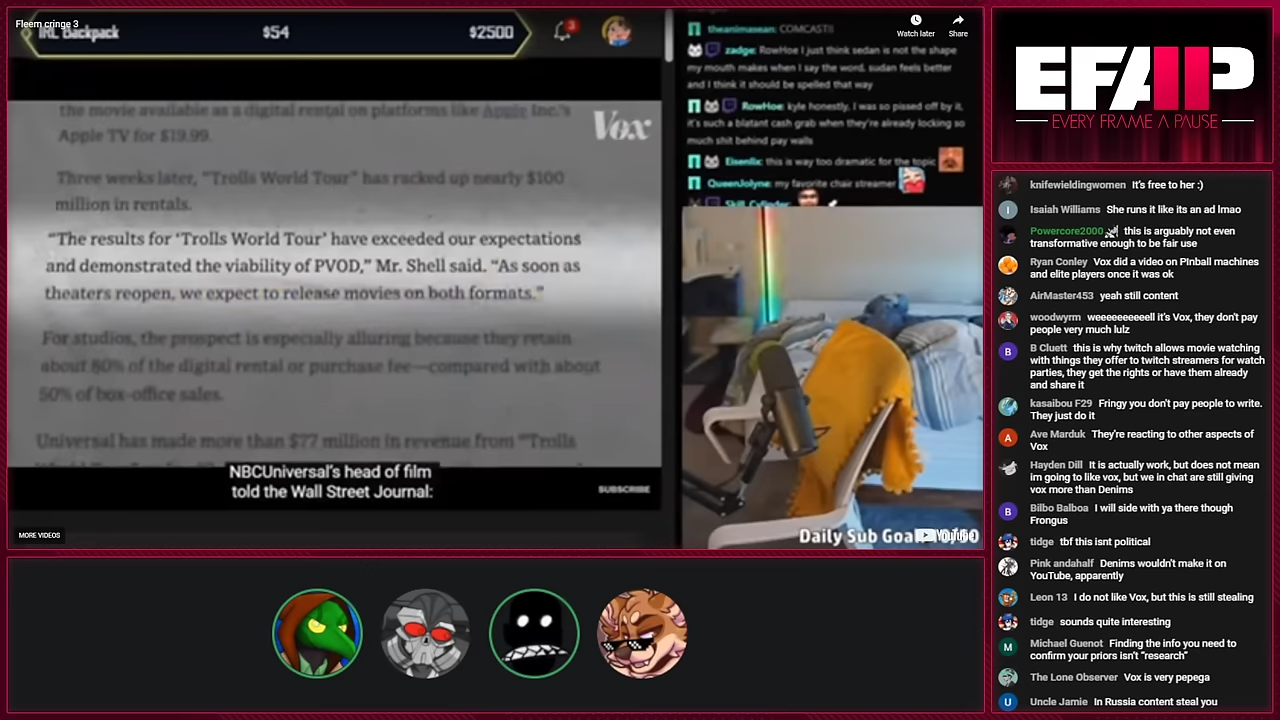 Fleem cringe 3
IRL Backpack
$54
$2500
3
Watch later
Share
the movie available as a digital rental on platforms like Apple Inc.'s
Apple TV for $19.99.
Vox
Three weeks later, “Trolls World Tour” has racked up nearly $100
million in rentals.
“The results for ‘Trolls World Tour’ have exceeded our expectations
and demonstrated the viability of PVOD,” Mr. Shell said. “As soon as
theaters reopen, we expect to release movies on both formats.”
For studios, the prospect is especially alluring because they retain
about 80% of the digital rental or purchase fee—compared with about
50% of box-office sales.
Universal has made more than $77 million in revenue from “Trolls
NBCUniversal's head of film
told the Wall Street Journal:
SUBSCRIBE
MORE VIDEOS
theanimasean: COMCAST!!
zadge: RowHoe I just think sedan is not the shape
my mouth makes when I say the word. sudan feels better
and I think it should be spelled that way
RowHoe: kyle honestly, I was so pissed off by it.
it's such a blatant cash grab when they're already locking so
much shit behind pay walls
Eisenllx: this is way too dramatic for the topic
QueenJolyne: my favorite chair streamer
Skill_Cylinder:
Daily Sub Goal
YouTube
EFAP
EVERY FRAME A PAUSE
knifewieldingwomen It's free to her :)
Isaiah Williams She runs it like its an ad lmao
Powercore2000 this is arguably not even
transformative enough to be fair use
Ryan Conley Vox did a video on PInball machines
and elite players once it was ok
AirMaster453 yeah still content
woodwyrm weeeeeeeeeell it's Vox, they don't pay
people very much lulz
B Cluett this is why twitch allows movie watching
with things they offer to twitch streamers for watch
parties, they get the rights or have them already
and share it
kasaibou F29 Fringy you don't pay people to write.
They just do it
Ave Marduk They're reacting to other aspects of
Vox
Hayden Dill It is actually work, but does not mean
im going to like vox, but we in chat are still giving
vox more than Denims
Bilbo Balboa I will side with ya there though
Frongus
tidge tbf this isnt political
Pink andahalf Denims wouldn't make it on
YouTube, apparently
Leon 13 I do not like Vox, but this is still stealing
tidge sounds quite interesting
Michael Guenot Finding the info you need to
confirm your priors isn't “research”
The Lone Observer Vox is very pepega
Uncle Jamie In Russia content steal you